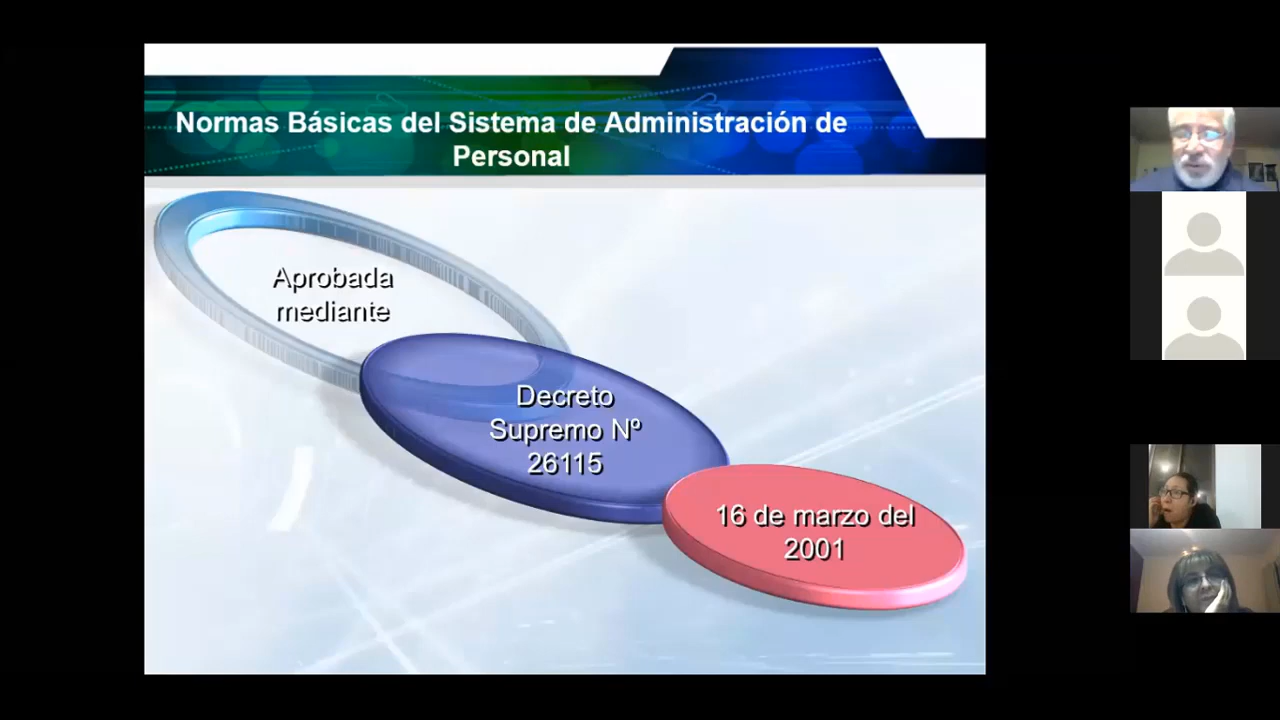 Normas Básicas del Sistema de Administración de
Personal
Aprobada
mediante
Decreto
Supremo Nº
26115
16 de marzo del
2001